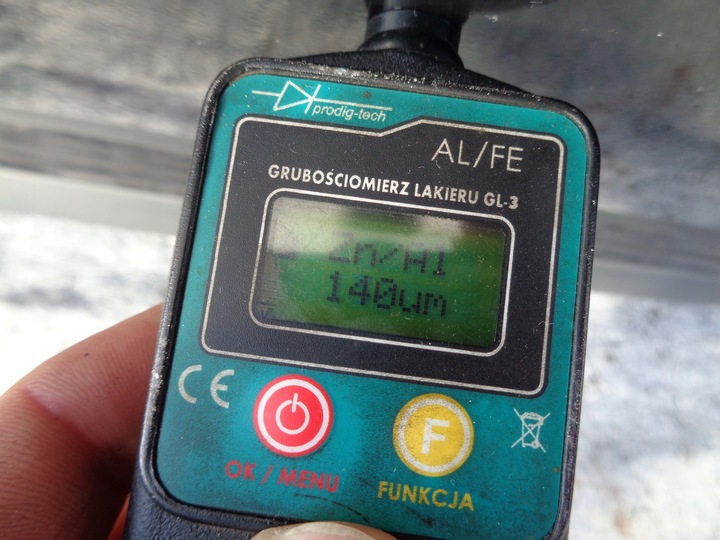 prodig-tech
AL/FE
GRUBOŚCIOMIERZ LAKIERU GL-3
Zn/Al
140um
CE
F
OK / MENU
FUNKCJA